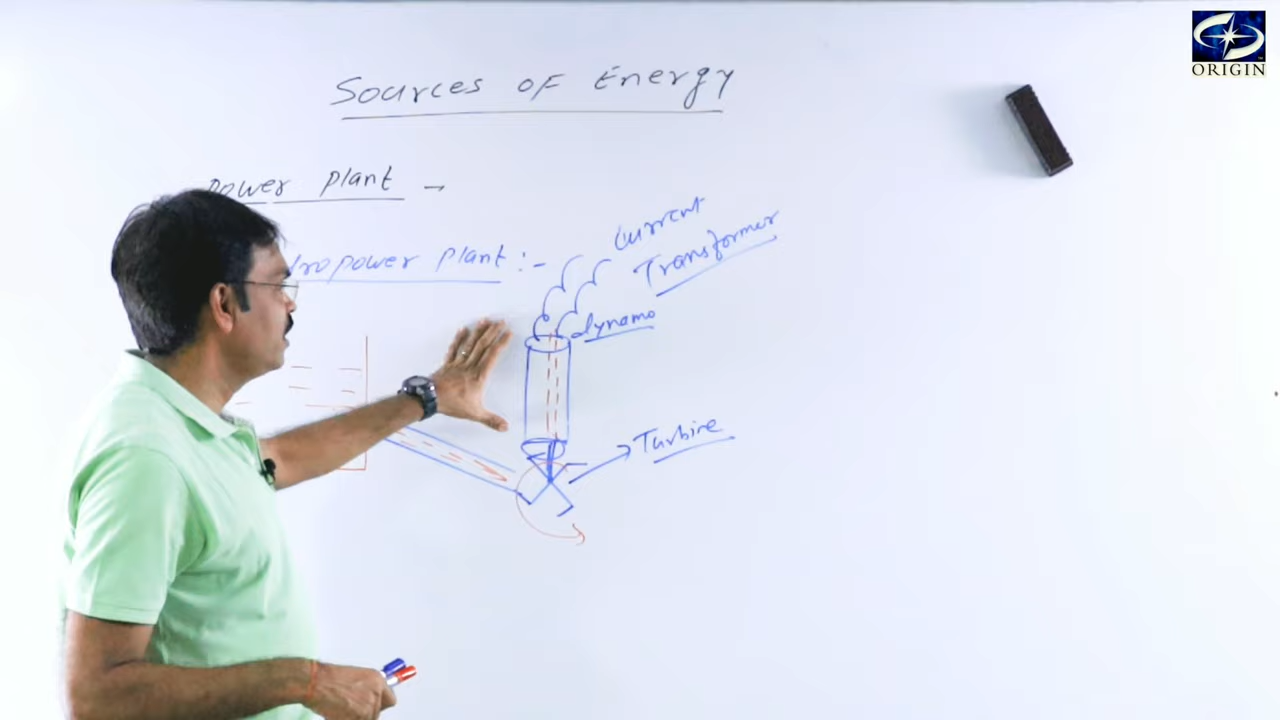 ORIGIN
Sources of Energy
Power plant →
dropower plant :-
Current
Transformer
dynamo
Turbine